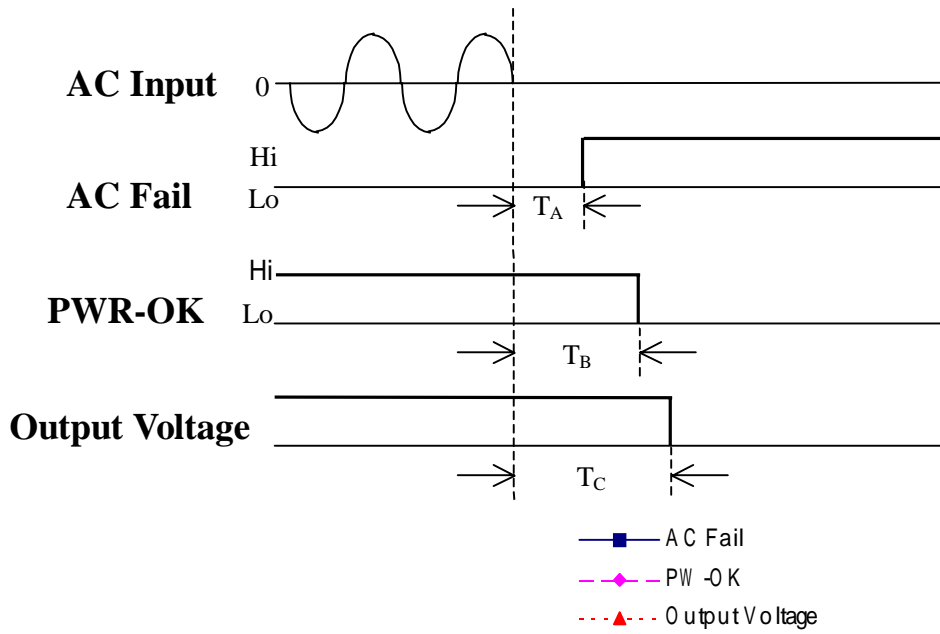 AC Input 0
Hi
AC Fail Lo
TA
Hi
PWR-OK Lo
TB
Output Voltage
TC
AC Fail
PW -OK
Output Voltage